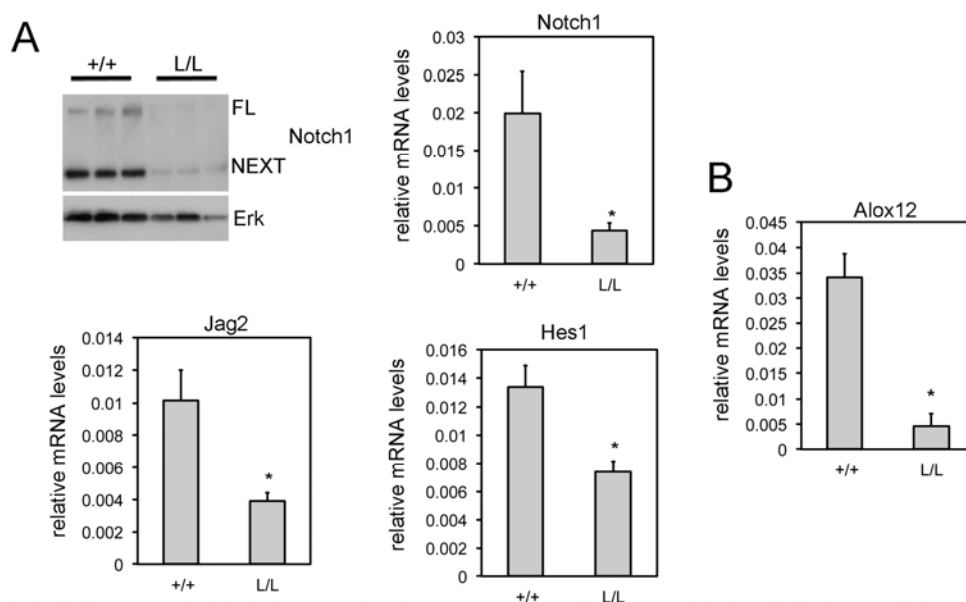 A
+/+ L/L
FL
Notch1
NEXT
Erk
Notch1
relative mRNA levels
0.03
0.025
0.02
0.015
0.01
0.005
0
*
+/+ L/L
B
Alox12
relative mRNA levels
0.045
0.04
0.035
0.03
0.025
0.02
0.015
0.01
0.005
0
*
+/+ L/L
Jag2
relative mRNA levels
0.014
0.012
0.01
0.008
0.006
0.004
0.002
0
*
+/+ L/L
Hes1
relative mRNA levels
0.016
0.014
0.012
0.01
0.008
0.006
0.004
0.002
0
*
+/+ L/L